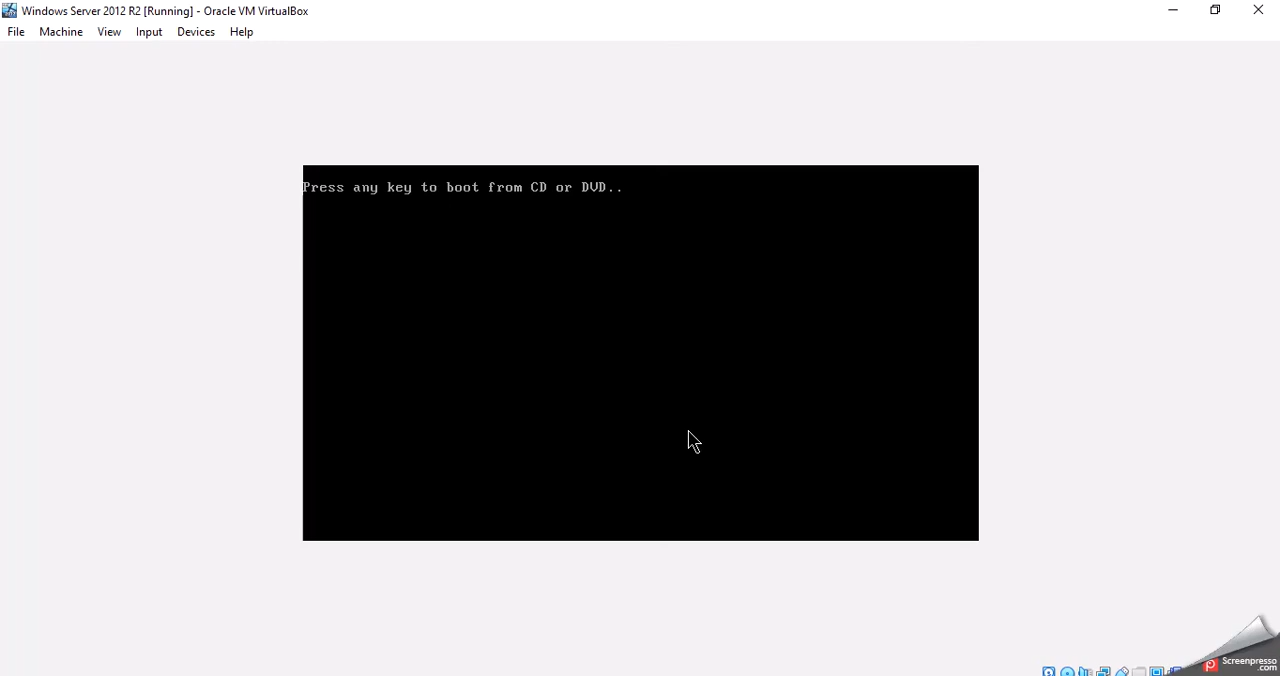 Windows Server 2012 R2 [Running] - Oracle VM VirtualBox
File Machine View Input Devices Help
Press any key to boot from CD or DVD..
Screenpresso
.com